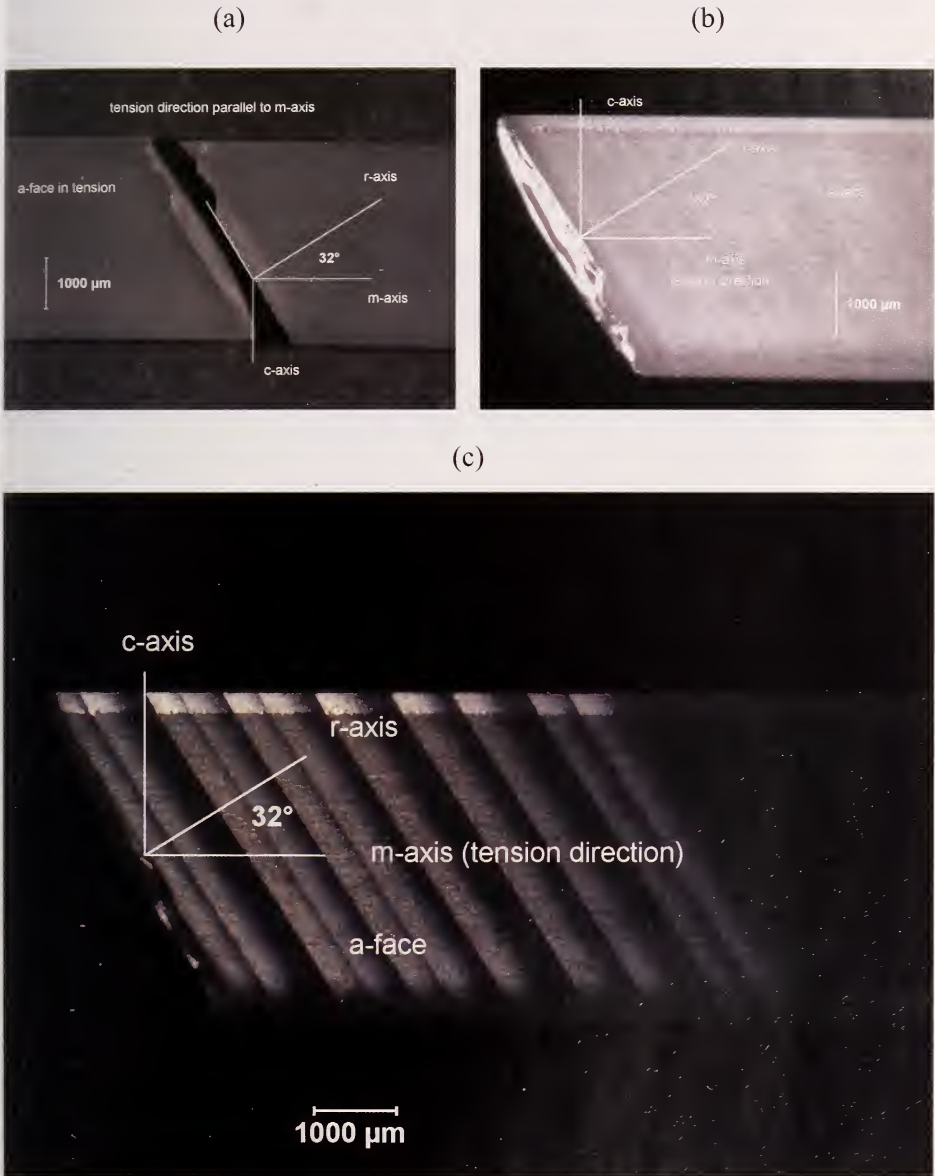 (a)
(b)
tension direction parallel to m-axis
a-face in tension
r-axis
32°
1000 µm
m-axis
c-axis
c-axis
1000 µm
(c)
c-axis
r-axis
32°
m-axis (tension direction)
a-face
1000 µm